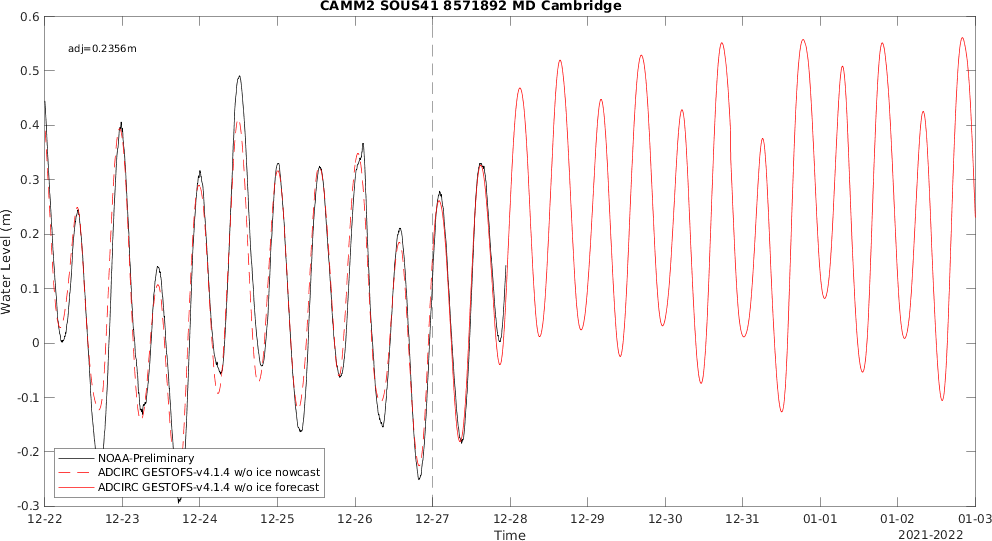 CAMM2 SOUS41 8571892 MD Cambridge
adj=0.2356m
Water Level (m)
0.6
0.5
0.4
0.3
0.2
0.1
0
-0.1
-0.2
-0.3
NOAA-Preliminary
ADCIRC GESTOFS-v4.1.4 w/o ice nowcast
ADCIRC GESTOFS-v4.1.4 w/o ice forecast
12-22 12-23 12-24 12-25 12-26 12-27 12-28 12-29 12-30 12-31 01-01 01-02 01-03
Time
2021-2022